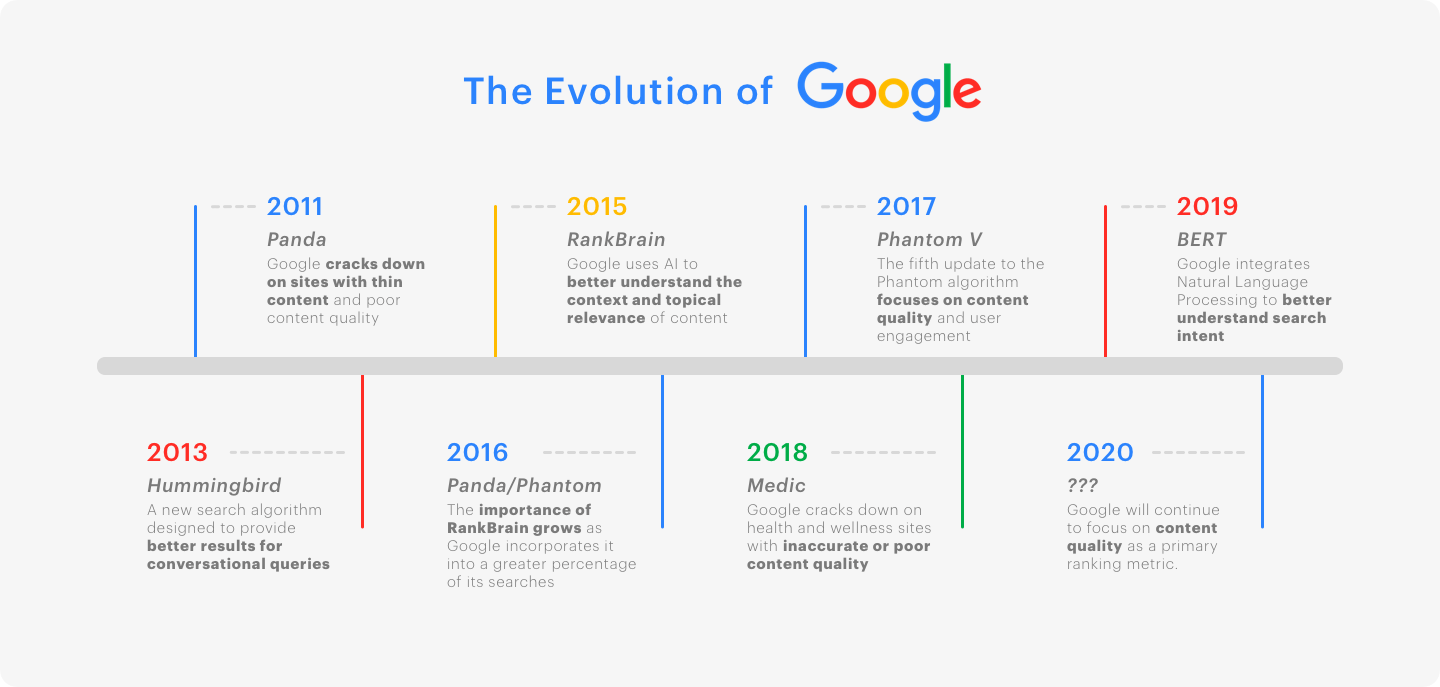 The Evolution of Google
2011
Panda
Google cracks down
on sites with thin
content and poor
content quality
2013
Hummingbird
A new search algorithm
designed to provide
better results for
conversational queries
2015
RankBrain
Google uses AI to
better understand the
context and topical
relevance of content
2016
Panda/Phantom
The importance of
RankBrain grows as
Google incorporates it
into a greater percentage
of its searches
2017
Phantom V
The fifth update to the
Phantom algorithm
focuses on content
quality and user
engagement
2018
Medic
Google cracks down on
health and wellness sites
with inaccurate or poor
content quality
2019
BERT
Google integrates
Natural Language
Processing to better
understand search
intent
2020
???
Google will continue
to focus on content
quality as a primary
ranking metric.